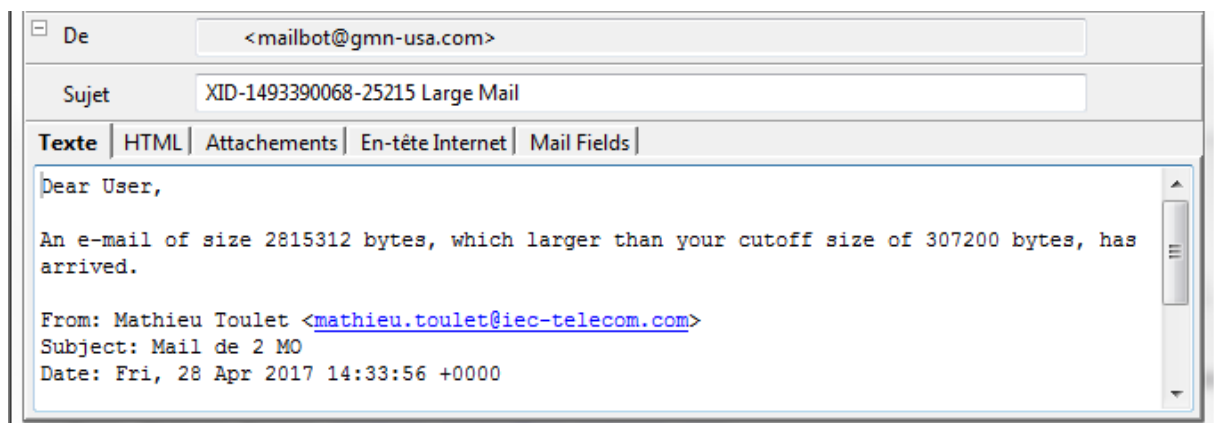 De <mailbot@gmn-usa.com>
Sujet XID-1493390068-25215 Large Mail
Texte HTML Attachements En-tête Internet Mail Fields
Dear User,
An e-mail of size 2815312 bytes, which larger than your cutoff size of 307200 bytes, has
arrived.
From: Mathieu Toulet <mathieu.toulet@iec-telecom.com>
Subject: Mail de 2 MO
Date: Fri, 28 Apr 2017 14:33:56 +0000